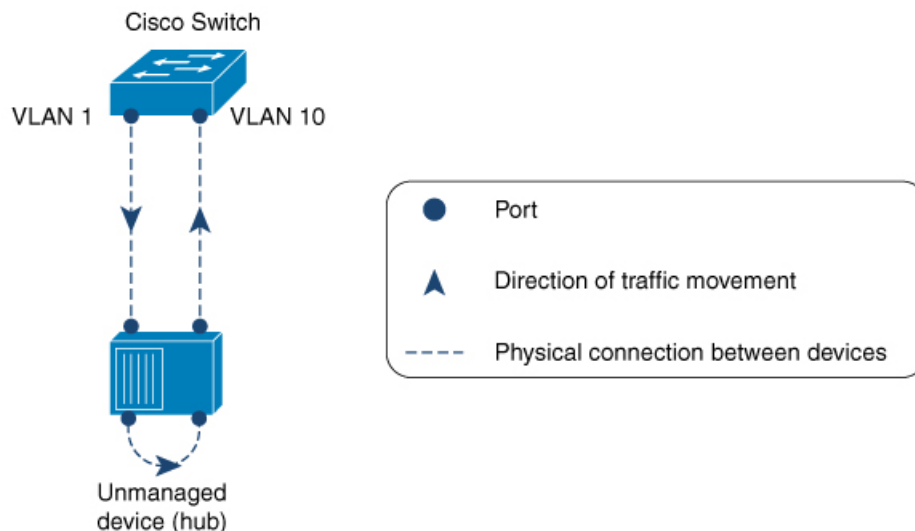 Cisco Switch
VLAN 1
VLAN 10
Port
Direction of traffic movement
Physical connection between devices
Unmanaged
device (hub)